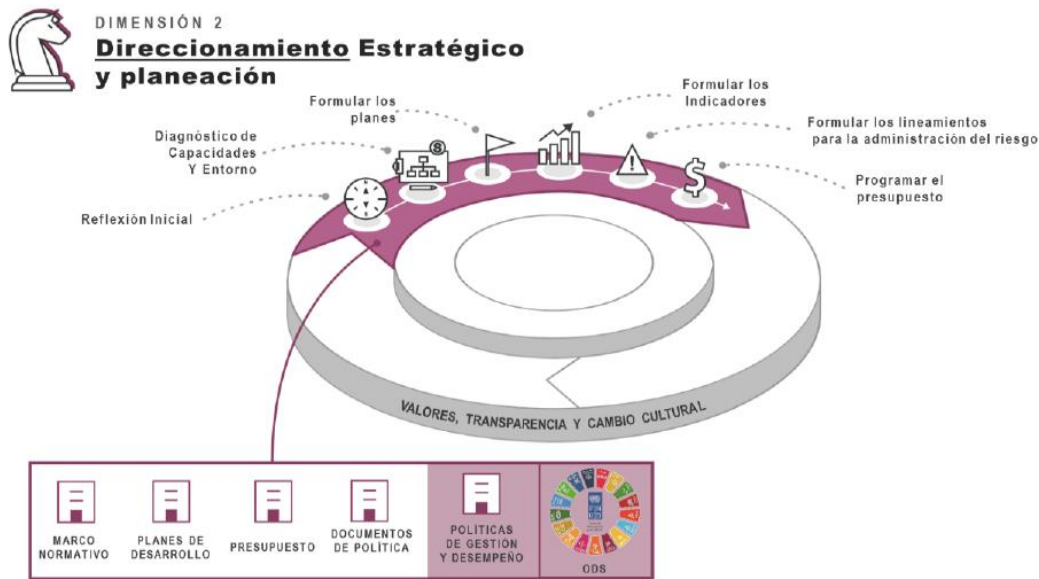 DIMENSIÓN 2
Direccionamiento Estratégico
y planeación
Reflexión Inicial
Diagnóstico de
Capacidades
Y Entorno
Formular los
planes
Formular los
Indicadores
Formular los lineamientos
para la administración del riesgo
Programar el
presupuesto
VALORES, TRANSPARENCIA Y CAMBIO CULTURAL
MARCO
NORMATIVO
PLANES DE
DESARROLLO
PRESUPUESTO
DOCUMENTOS
DE POLÍTICA
POLÍTICAS
DE GESTIÓN
Y DESEMPEÑO
ODS